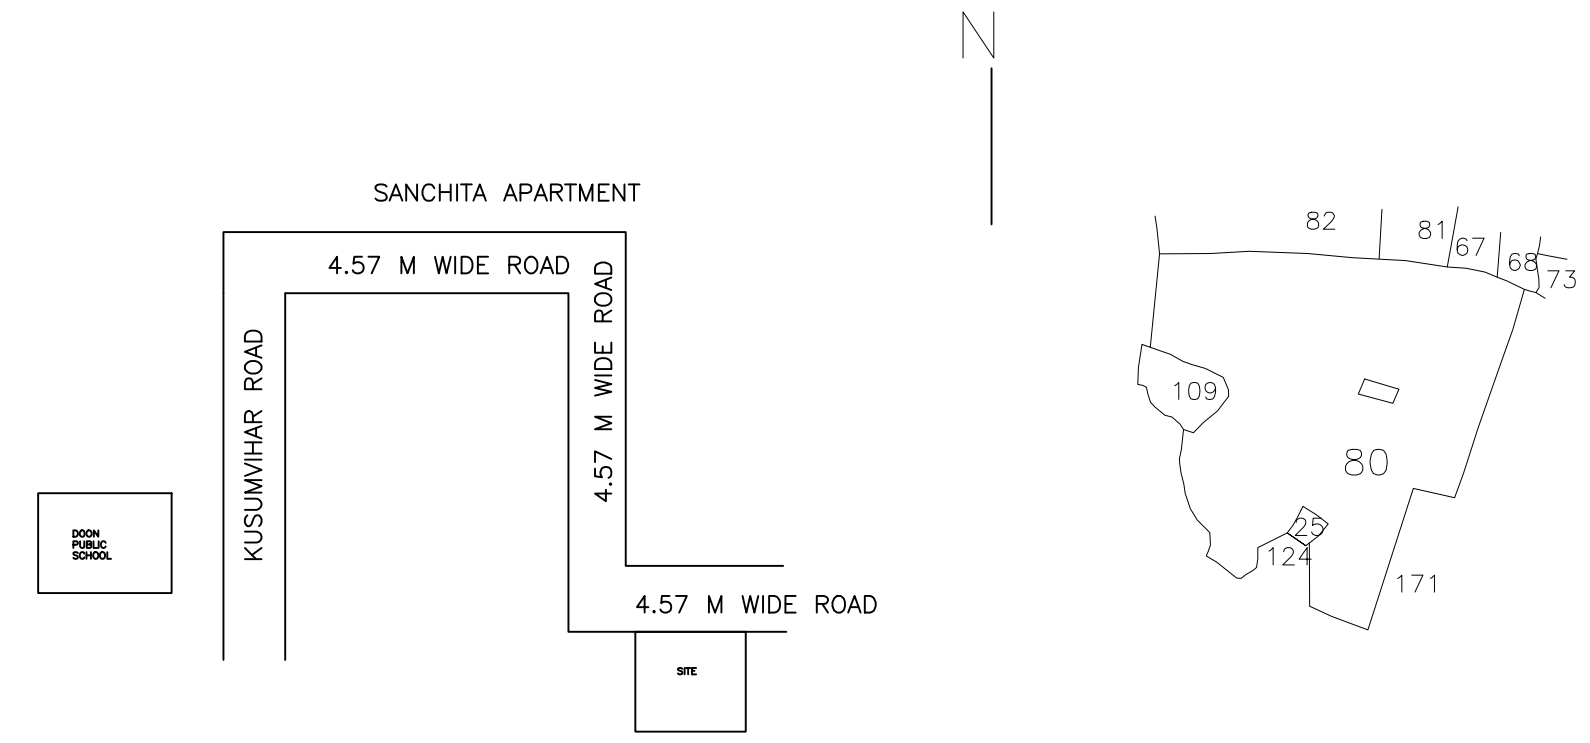 N
SANCHITA APARTMENT
4.57 M WIDE ROAD
4.57 M WIDE ROAD
KUSUMVIHAR ROAD
DOON
PUBLIC
SCHOOL
4.57 M WIDE ROAD
SITE
82
81
67
68
73
109
80
25
124
171